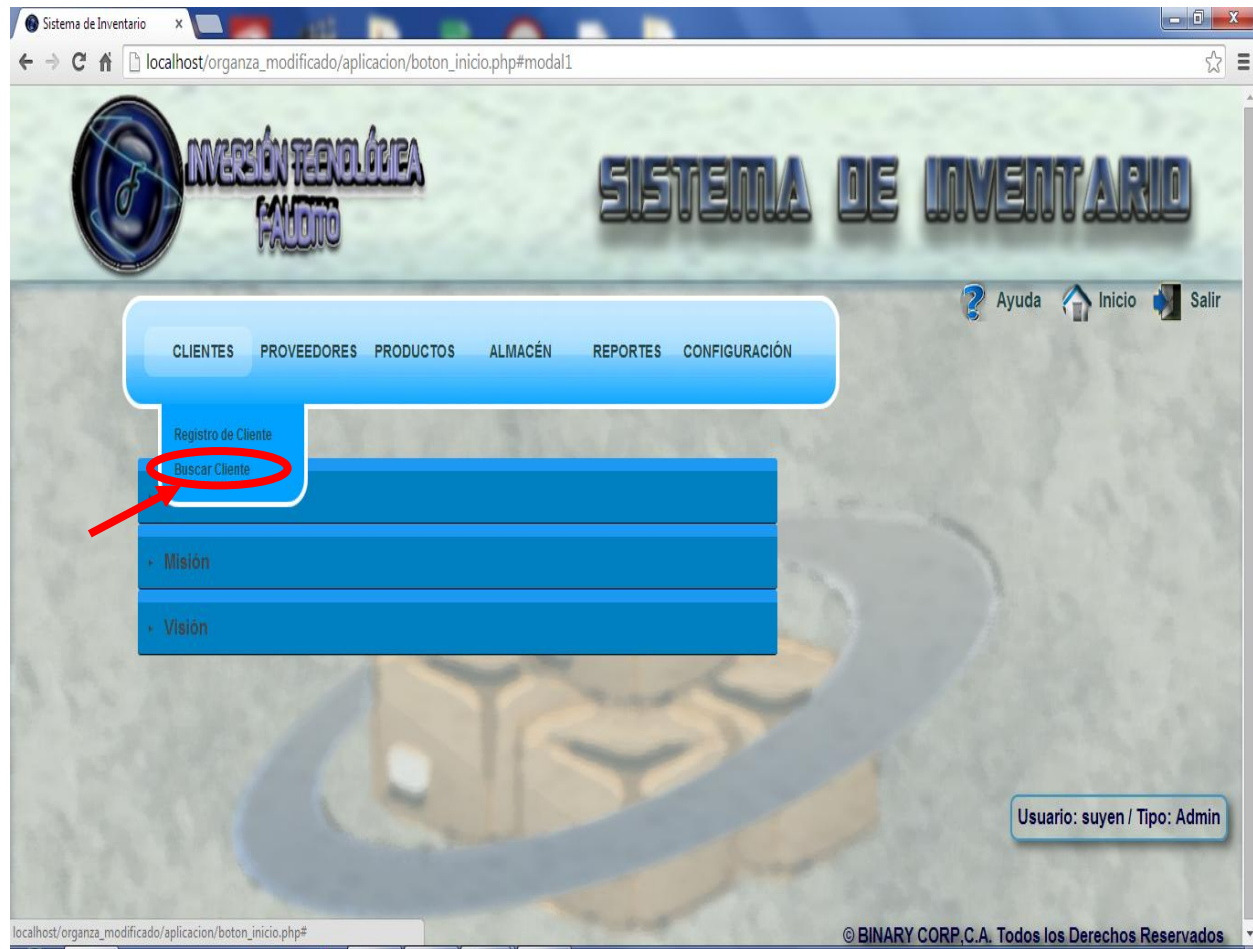 Sistema de Inventario
localhost/organza_modificado/aplicacion/boton_inicio.php#modal1
INVERSIÓN TECNOLÓGICA
FAUDITO
SISTEMA DE INVENTARIO
Ayuda Inicio Salir
CLIENTES PROVEEDORES PRODUCTOS ALMACÉN REPORTES CONFIGURACIÓN
Registro de Cliente
Buscar Cliente
Misión
Visión
Usuario: suyen / Tipo: Admin
localhost/organza_modificado/aplicacion/boton_inicio.php#
© BINARY CORP,C.A. Todos los Derechos Reservados